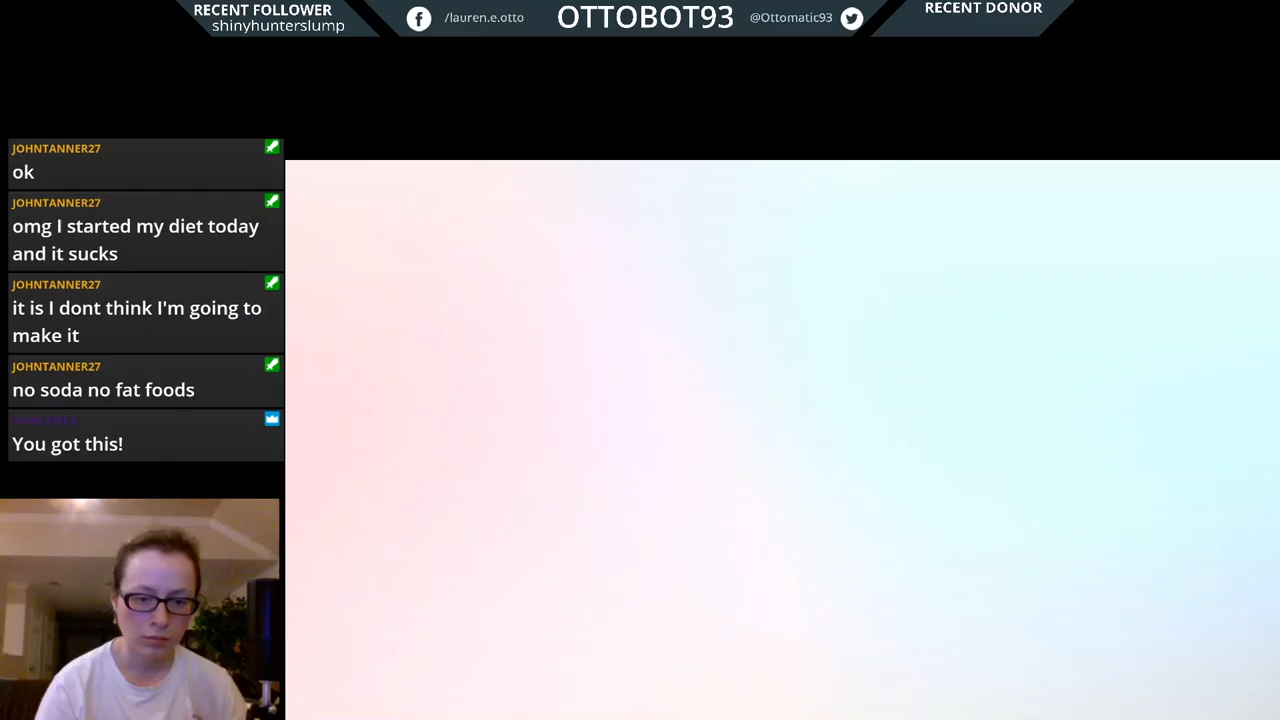 RECENT FOLLOWER
shinyhunterslump
/lauren.e.otto
OTTOBOT93
@Ottomatic93
RECENT DONOR
JOHNTANNER27
ok
JOHNTANNER27
omg I started my diet today
and it sucks
JOHNTANNER27
it is I dont think I'm going to
make it
JOHNTANNER27
no soda no fat foods
You got this!